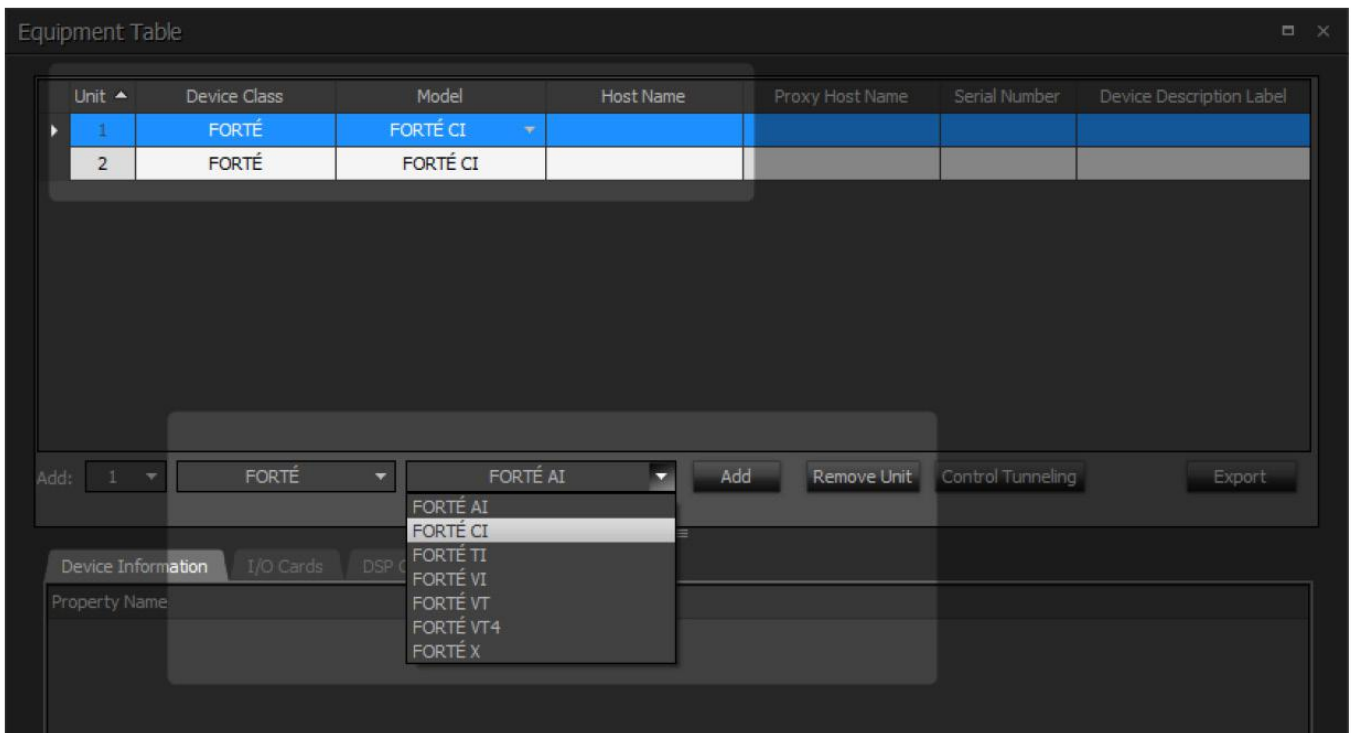 Equipment Table
Unit Device Class Model Host Name Proxy Host Name Serial Number Device Description Label
1 FORTÉ FORTÉ CI
2 FORTÉ FORTÉ CI
Add: 1 FORTÉ FORTÉ AI Add Remove Unit Control Tunneling Export
FORTÉ AI
FORTÉ CI
FORTÉ TI
FORTÉ VI
FORTÉ VT
FORTÉ VT4
FORTÉ X
Device Information I/O Cards DSP
Property Name